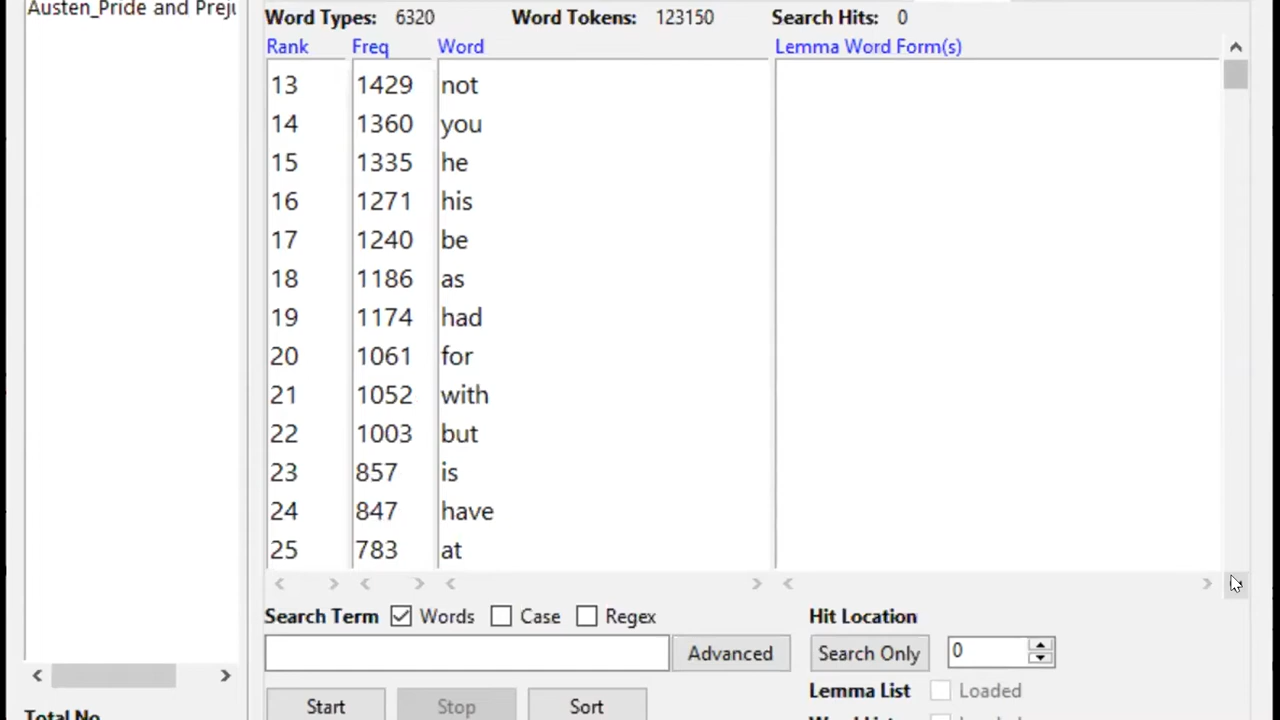 Austen_Pride and Preju
Word Types: 6320 Word Tokens: 123150 Search Hits: 0
Rank Freq Word Lemma Word Form(s)
13 1429 not
14 1360 you
15 1335 he
16 1271 his
17 1240 be
18 1186 as
19 1174 had
20 1061 for
21 1052 with
22 1003 but
23 857 is
24 847 have
25 783 at
Search Term Words Case Regex Hit Location
Advanced Search Only 0
Lemma List Loaded
Start Stop Sort
Total No.